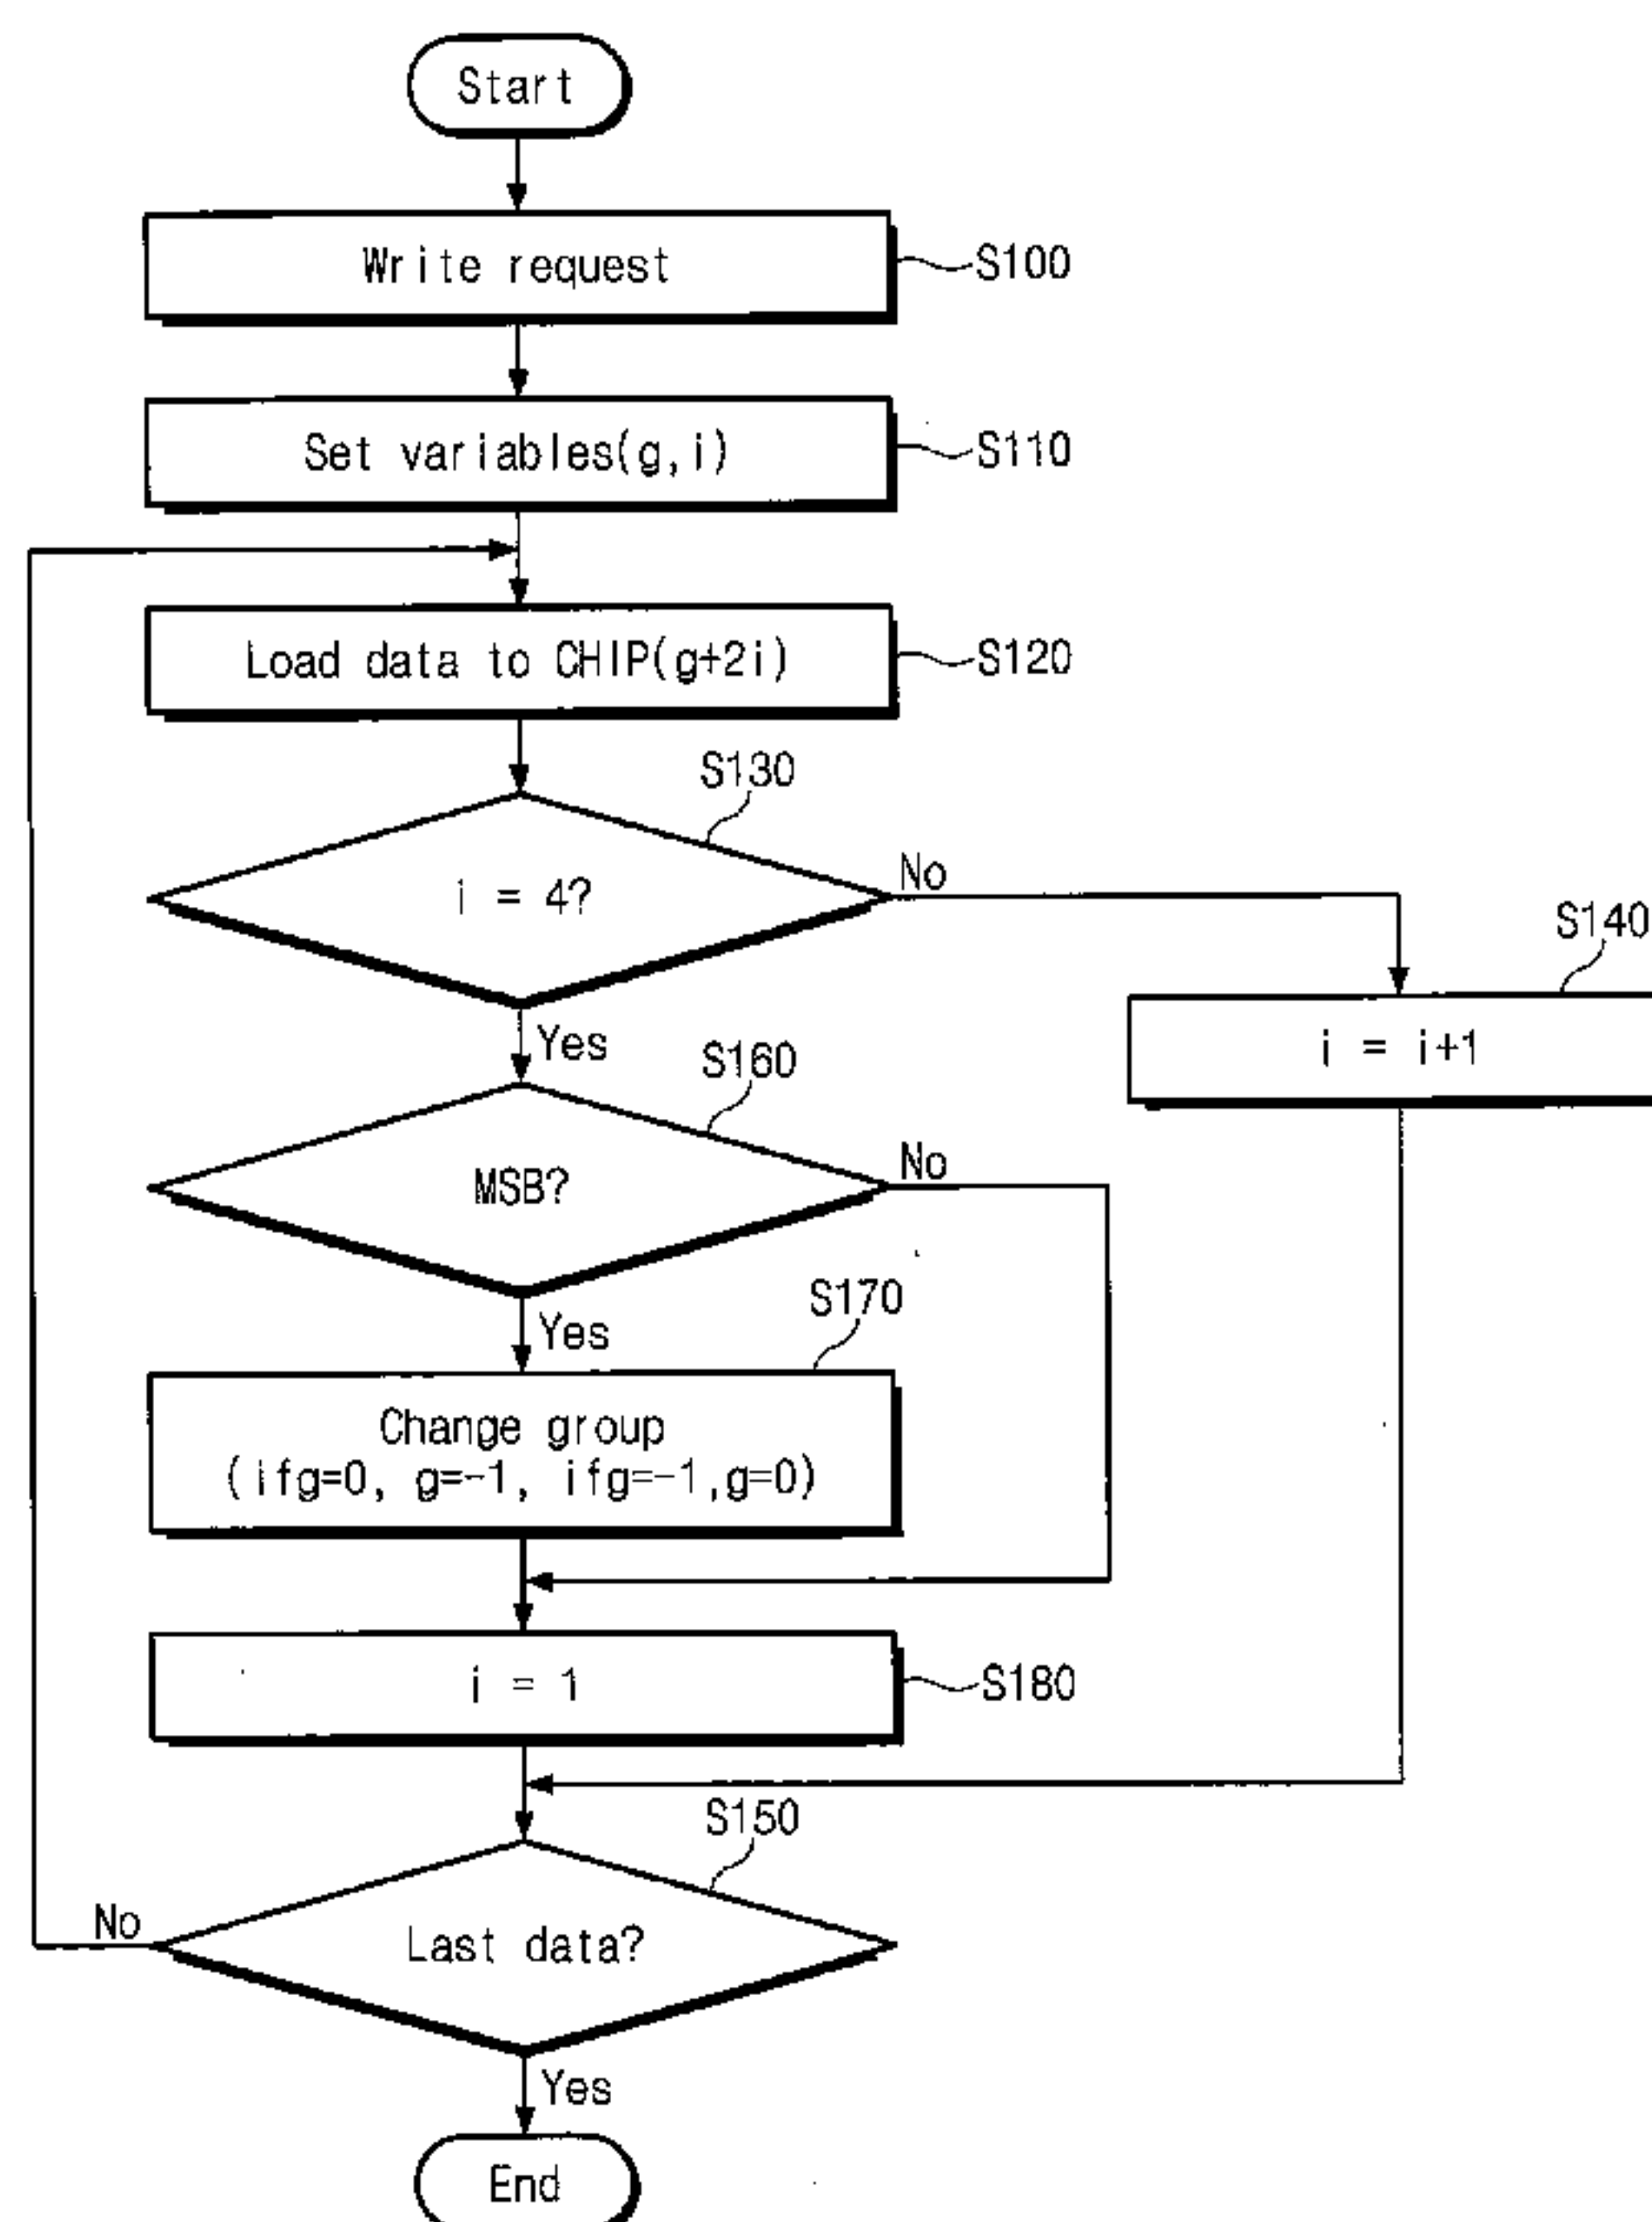 Start
Write request
S100
Set variables(g,i)
S110
Load data to CHIP(g+2i)
S120
S130
i = 4?
No
S140
i = i+1
Yes
S160
MSB?
No
S170
Yes
Change group
(ifg=0, g=-1, ifg=-1,g=0)
i = 1
S180
S150
Last data?
No
Yes
End